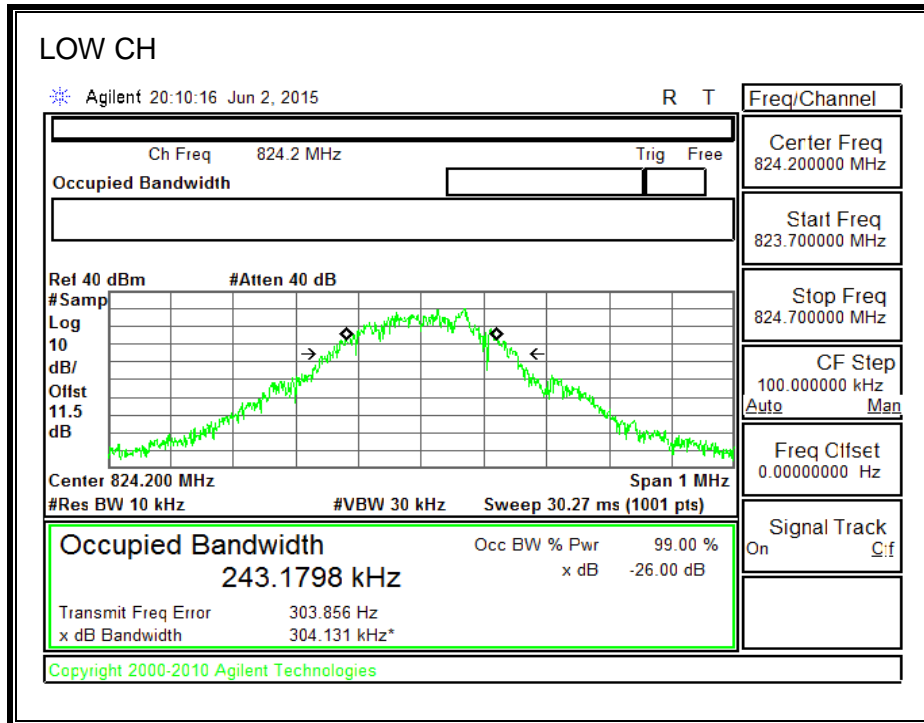 LOW CH
Agilent 20:10:16 Jun 2, 2015 R T
Freq/Channel
Ch Freq 824.2 MHz Trig Free
Occupied Bandwidth
Center Freq
824.200000 MHz
Start Freq
823.700000 MHz
Stop Freq
824.700000 MHz
CF Step
100.000000 kHz
Auto Man
Freq Offset
0.00000000 Hz
Signal Track
On Off
Ref 40 dBm #Atten 40 dB
#Samp
Log
10
dB/
Offst
11.5
dB
Center 824.200 MHz Span 1 MHz
#Res BW 10 kHz #VBW 30 kHz Sweep 30.27 ms (1001 pts)
Occupied Bandwidth Occ BW % Pwr 99.00 %
243.1798 kHz x dB -26.00 dB
Transmit Freq Error 303.856 Hz
x dB Bandwidth 304.131 kHz*
Copyright 2000-2010 Agilent Technologies